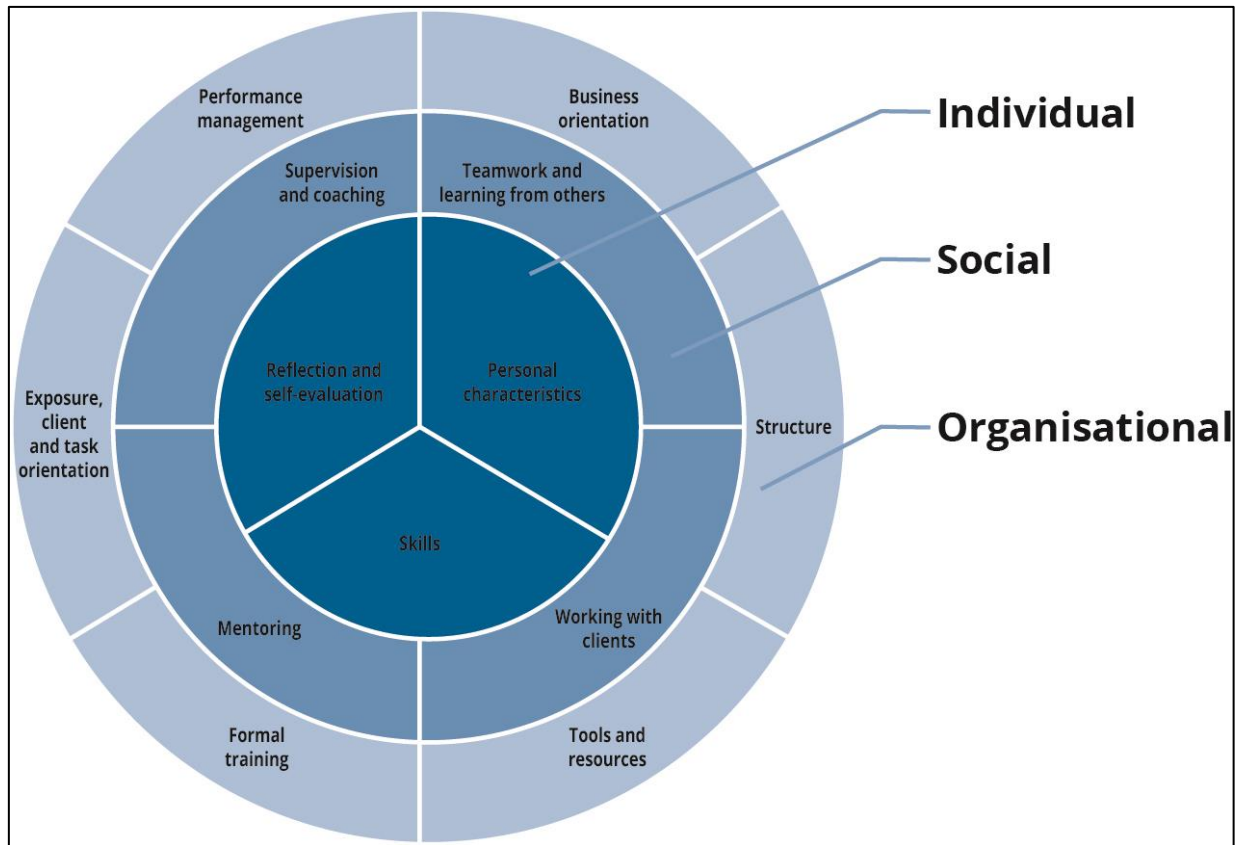 Performance
management
Business
orientation
Individual
Supervision
and coaching
Teamwork and
learning from others
Social
Reflection and
self-evaluation
Personal
characteristics
Exposure,
client
and task
orientation
Structure
Organisational
Skills
Mentoring
Working with
clients
Formal
training
Tools and
resources